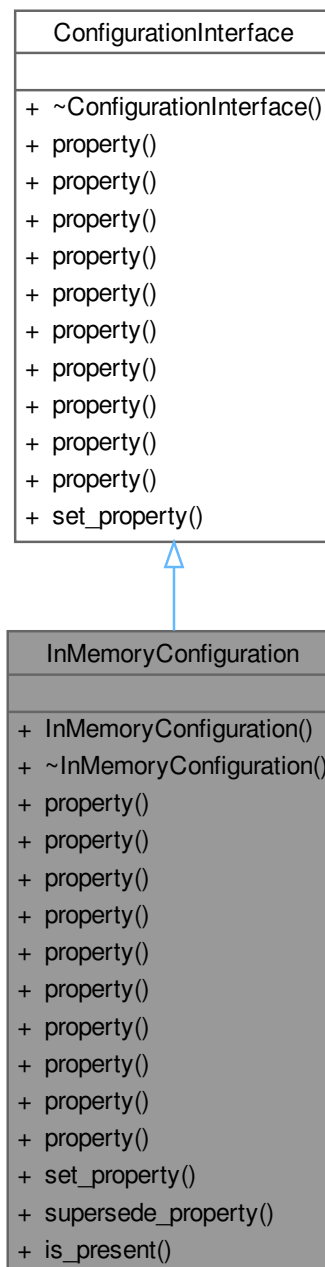 ConfigurationInterface
+ ~ConfigurationInterface()
+ property()
+ property()
+ property()
+ property()
+ property()
+ property()
+ property()
+ property()
+ property()
+ property()
+ set_property()
InMemoryConfiguration
+ InMemoryConfiguration()
+ ~InMemoryConfiguration()
+ property()
+ property()
+ property()
+ property()
+ property()
+ property()
+ property()
+ property()
+ property()
+ property()
+ set_property()
+ supersede_property()
+ is_present()